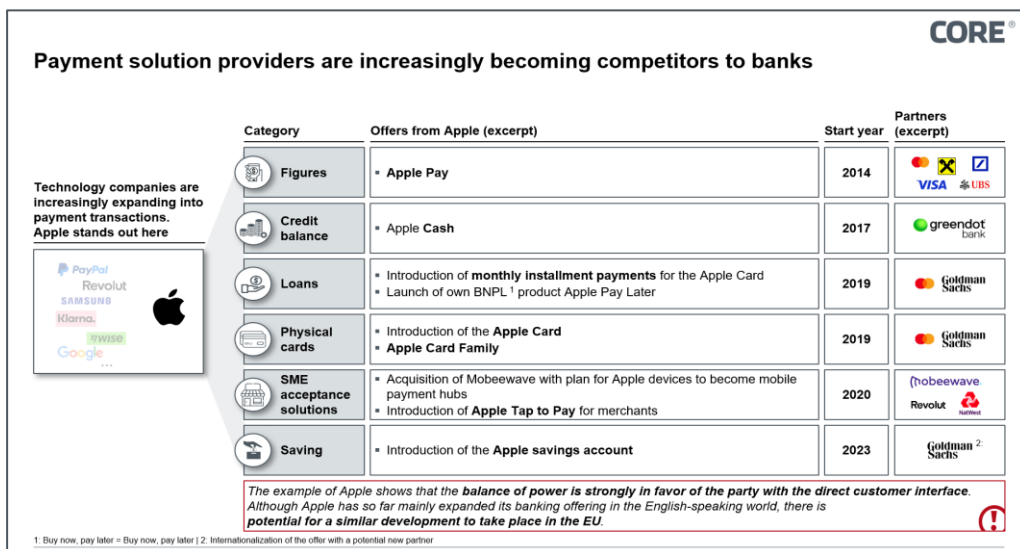 CORE®
Payment solution providers are increasingly becoming competitors to banks
Technology companies are
increasingly expanding into
payment transactions.
Apple stands out here
PayPal
Revolut
SAMSUNG
Klarna.
7WISE
Google
...
Category
Offers from Apple (excerpt)
Start year
Partners
(excerpt)
Figures
▪ Apple Pay
2014
VISA
UBS
Credit
balance
▪ Apple Cash
2017
greendot
bank
Loans
▪ Introduction of monthly installment payments for the Apple Card
▪ Launch of own BNPL 1 product Apple Pay Later
2019
Goldman
Sachs
Physical
cards
▪ Introduction of the Apple Card
▪ Apple Card Family
2019
Goldman
Sachs
SME
acceptance
solutions
▪ Acquisition of Mobeewave with plan for Apple devices to become mobile
payment hubs
▪ Introduction of Apple Tap to Pay for merchants
2020
mobeewave.
Revolut
NatWest
Saving
▪ Introduction of the Apple savings account
2023
Goldman 2:
Sachs
The example of Apple shows that the balance of power is strongly in favor of the party with the direct customer interface.
Although Apple has so far mainly expanded its banking offering in the English-speaking world, there is
potential for a similar development to take place in the EU.
1: Buy now, pay later = Buy now, pay later | 2: Internationalization of the offer with a potential new partner